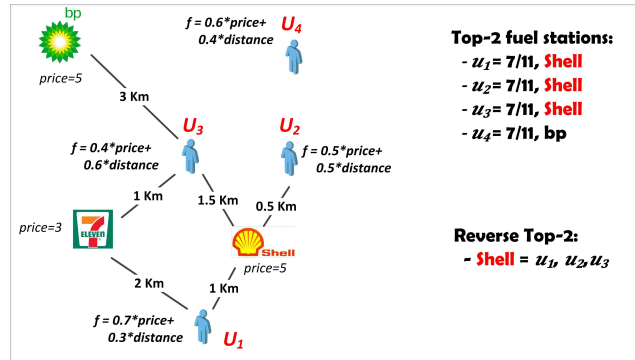 bp
price=5
f = 0.6*price+
0.4*distance
U4
3 Km
U3
U2
f = 0.4*price+
0.6*distance
f = 0.5*price+
0.5*distance
1 Km
1.5 Km
0.5 Km
price=3
7
ELEVEN
Shell
price=5
2 Km
1 Km
f = 0.7*price+
0.3*distance
U1
Top-2 fuel stations:
- u1= 7/11, Shell
- u2= 7/11, Shell
- u3= 7/11, Shell
- u4= 7/11, bp
Reverse Top-2:
- Shell = u1, u2,u3